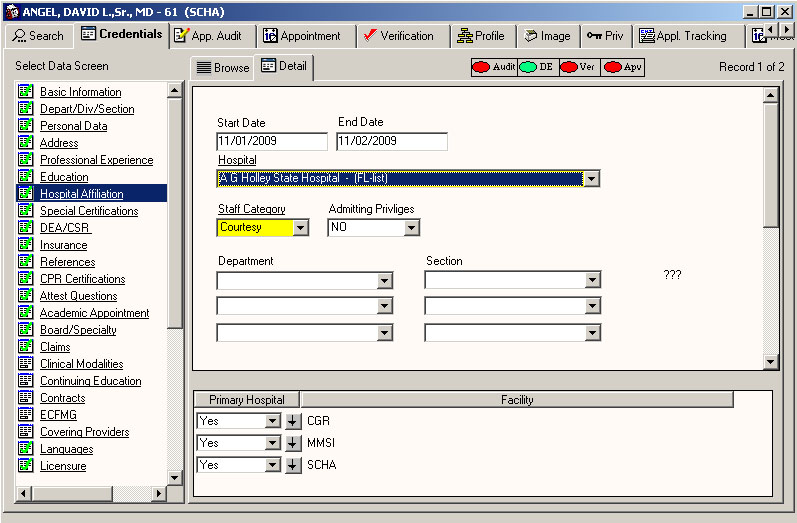 ANGEL, DAVID L.,Sr., MD - 61 (SCHA)
Search Credentials App. Audit Appointment Verification Profile Image Priv Appl. Tracking
Select Data Screen
Browse Detail Audit DE Ver Apv Record 1 of 2
Basic Information
Depart/Div/Section
Personal Data
Address
Professional Experience
Education
Hospital Affiliation
Special Certifications
DEA/CSR
Insurance
References
CPR Certifications
Attest Questions
Academic Appointment
Board/Specialty
Claims
Clinical Modalities
Continuing Education
Contracts
ECFMG
Covering Providers
Languages
Licensure
Start Date End Date
11/01/2009 11/02/2009
Hospital
A G Holley State Hospital - (FL-list)
Staff Category Admitting Privliges
Courtesy NO
Department Section
???
Primary Hospital Facility
Yes CGR
Yes MMSI
Yes SCHA